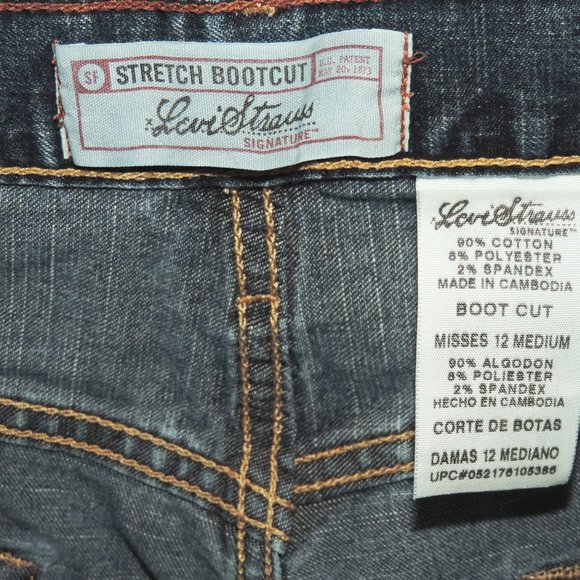 SF STRETCH BOOTCUT U.S. PATENT
MAY 20, 1873
Levi Strauss
SIGNATURE™
Levi Strauss
SIGNATURE™
90% COTTON
8% POLYESTER
2% SPANDEX
MADE IN CAMBODIA
BOOT CUT
MISSES 12 MEDIUM
90% ALGODON
8% POLIESTER
2% SPANDEX
HECHO EN CAMBODIA
CORTE DE BOTAS
DAMAS 12 MEDIANO
UPC#052176105386